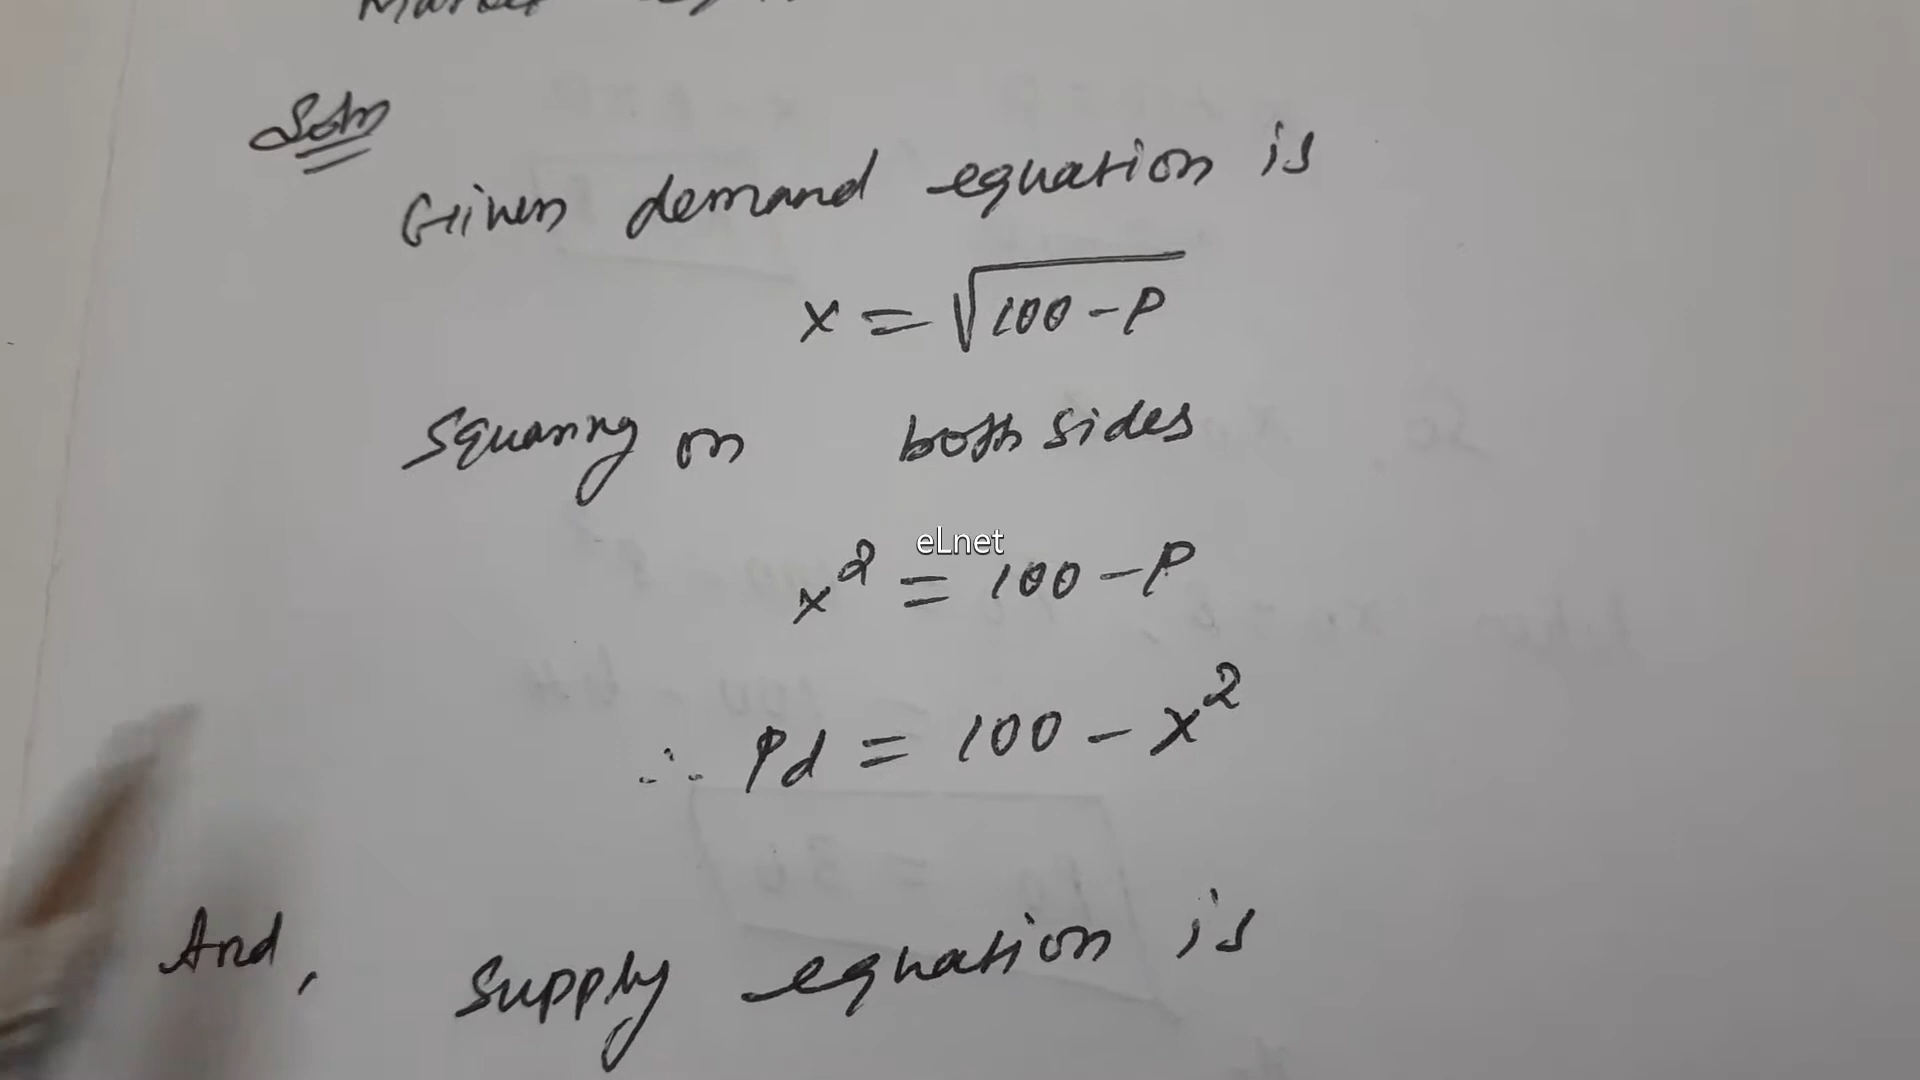 Market
Soln
Given demand equation is
x = √100 - P
Squaring on both sides
eLnet
x² = 100 - P
∴ Pd = 100 - x²
And, supply equation is